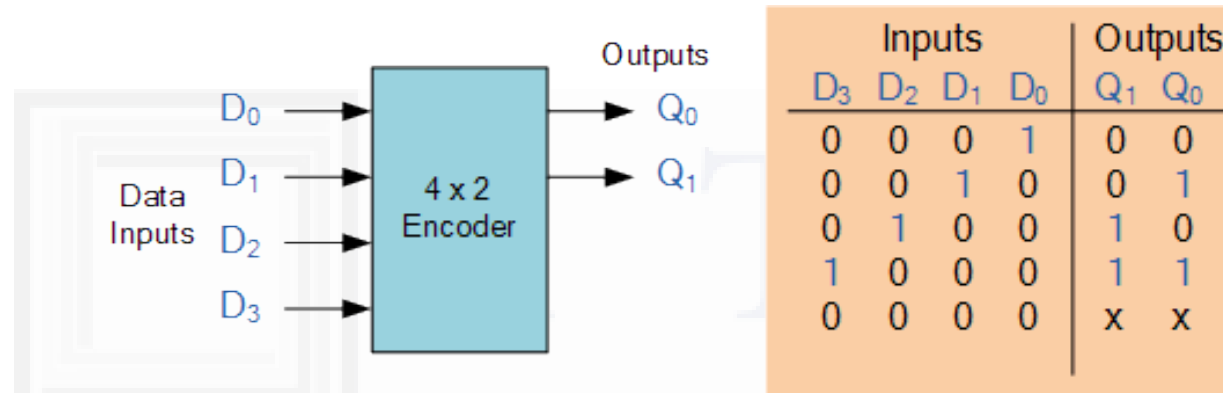 Outputs
D₀
Q₀
D₁
Q₁
Data
Inputs
4 x 2
Encoder
D₂
D₃
Inputs Outputs
D₃ D₂ D₁ D₀ Q₁ Q₀
0 0 0 1 0 0
0 0 1 0 0 1
0 1 0 0 1 0
1 0 0 0 1 1
0 0 0 0 x x